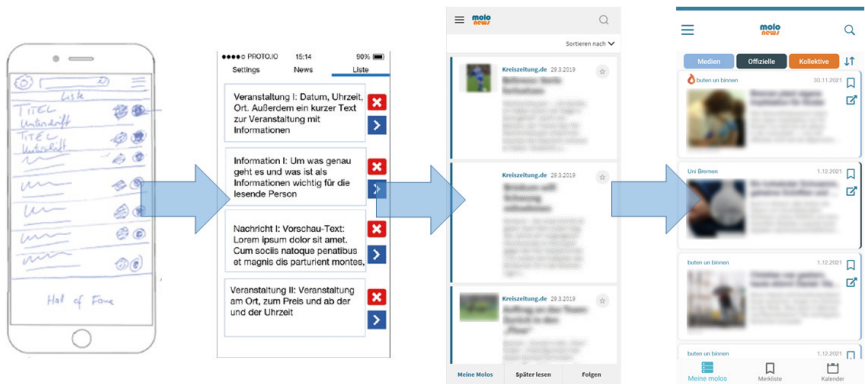 Liste
TITEL
Unterschrift
TITEL
Unterschrift
Hall of Fame
PROTO.IO 15:14 90%
Settings News Liste
Veranstaltung I: Datum, Uhrzeit,
Ort. Außerdem ein kurzer Text
zur Veranstaltung mit
Informationen
Information I: Um was genau
geht es und was ist als
Informationen wichtig für die
lesende Person
Nachricht I: Vorschau-Text:
Lorem ipsum dolor sit amet.
Cum sociis natoque penatibus
et magnis dis parturient montes,
Veranstaltung II: Veranstaltung
am Ort, zum Preis und ab der
und der Uhrzeit
molo
news
Sortieren nach
Kreiszeitung.de 29.3.2019
Kreiszeitung.de 29.3.2019
Kreiszeitung.de 29.3.2019
Meine Molos Später lesen Folgen
molo
news
Medien Offizielle Kollektive
buten un binnen 30.11.2021
Uni Bremen 1.12.2021
buten un binnen 1.12.2021
buten un binnen 1.12.2021
Meine molos Merkliste Kalender